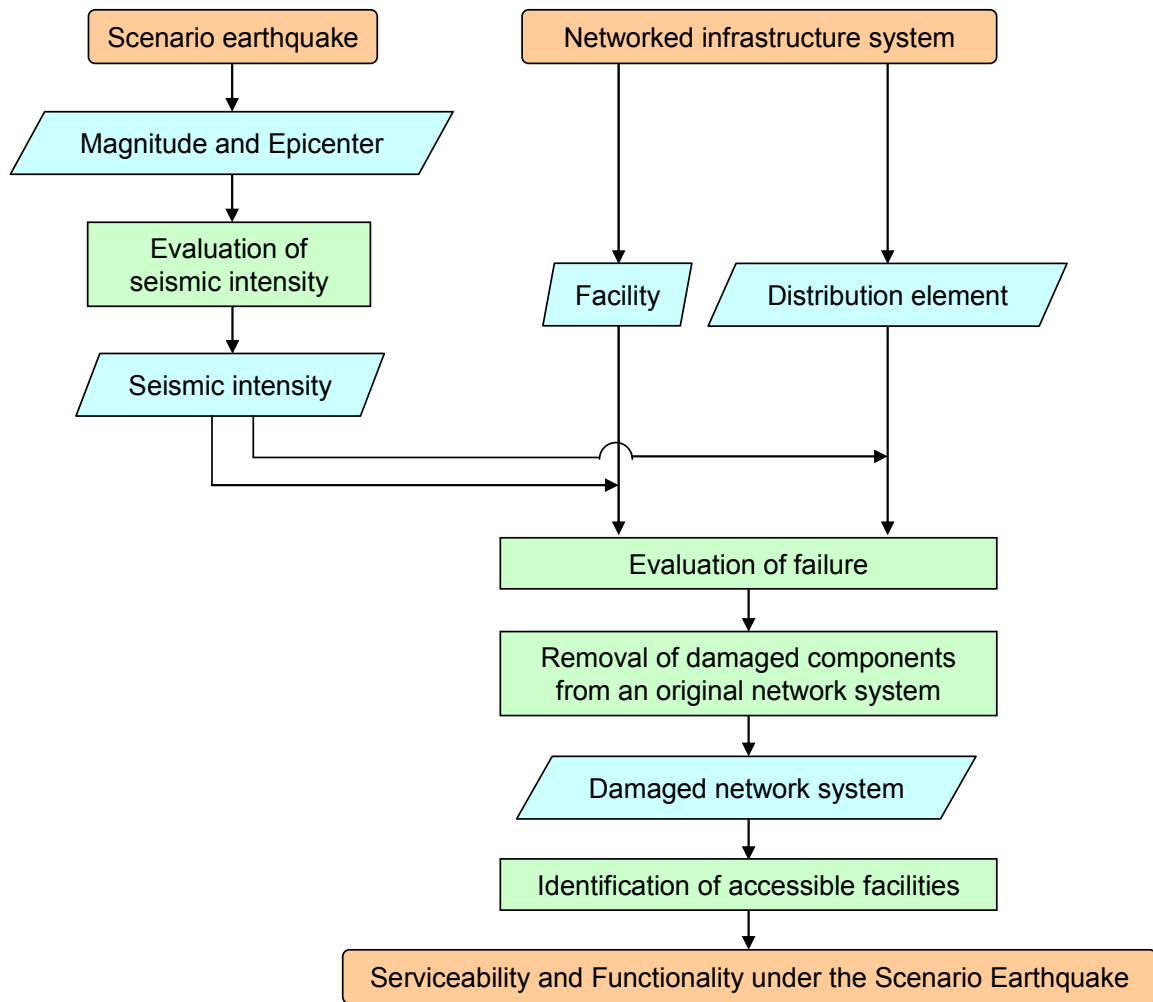 Scenario earthquake
Networked infrastructure system
Magnitude and Epicenter
Evaluation of
seismic intensity
Facility
Distribution element
Seismic intensity
Evaluation of failure
Removal of damaged components
from an original network system
Damaged network system
Identification of accessible facilities
Serviceability and Functionality under the Scenario Earthquake